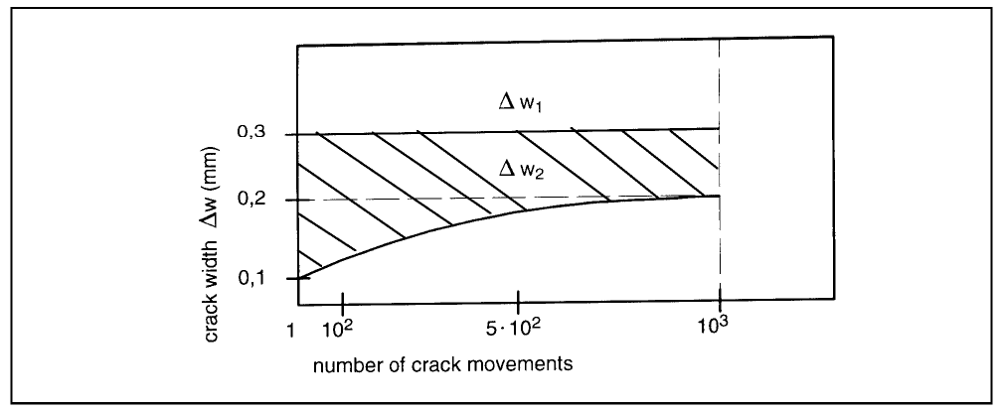 Δ w₁
0,3
Δ w₂
0,2
0,1
crack width Δw (mm)
1 10² 5·10² 10³
number of crack movements